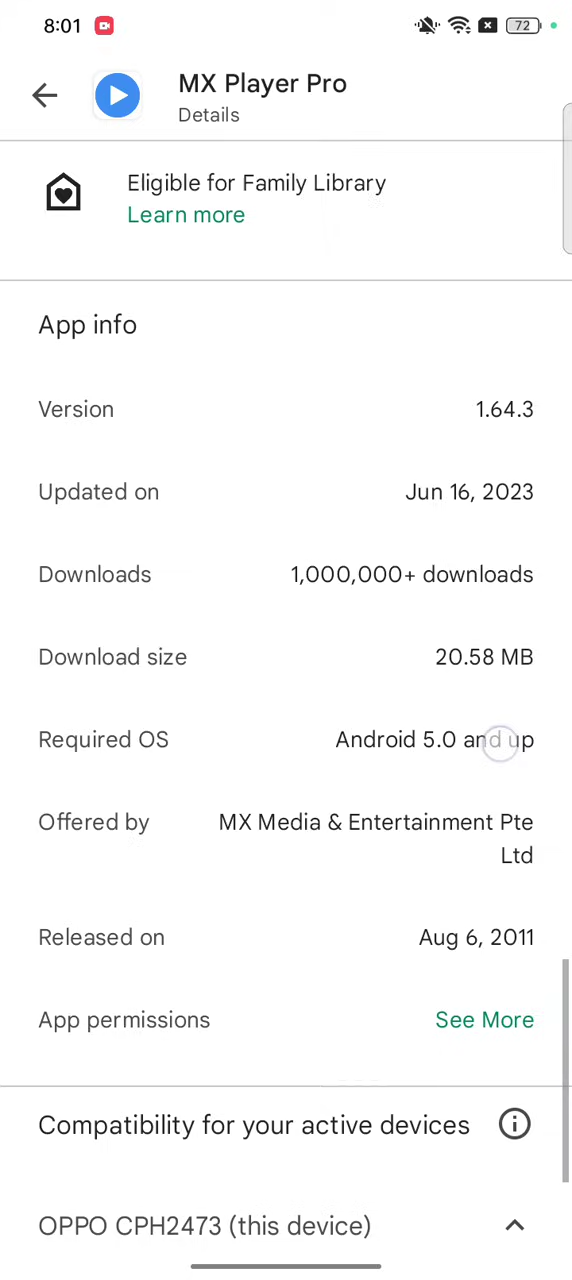 8:01
72
MX Player Pro
Details
Eligible for Family Library
Learn more
App info
Version 1.64.3
Updated on Jun 16, 2023
Downloads 1,000,000+ downloads
Download size 20.58 MB
Required OS Android 5.0 and up
Offered by MX Media & Entertainment Pte
Ltd
Released on Aug 6, 2011
App permissions See More
Compatibility for your active devices
OPPO CPH2473 (this device)